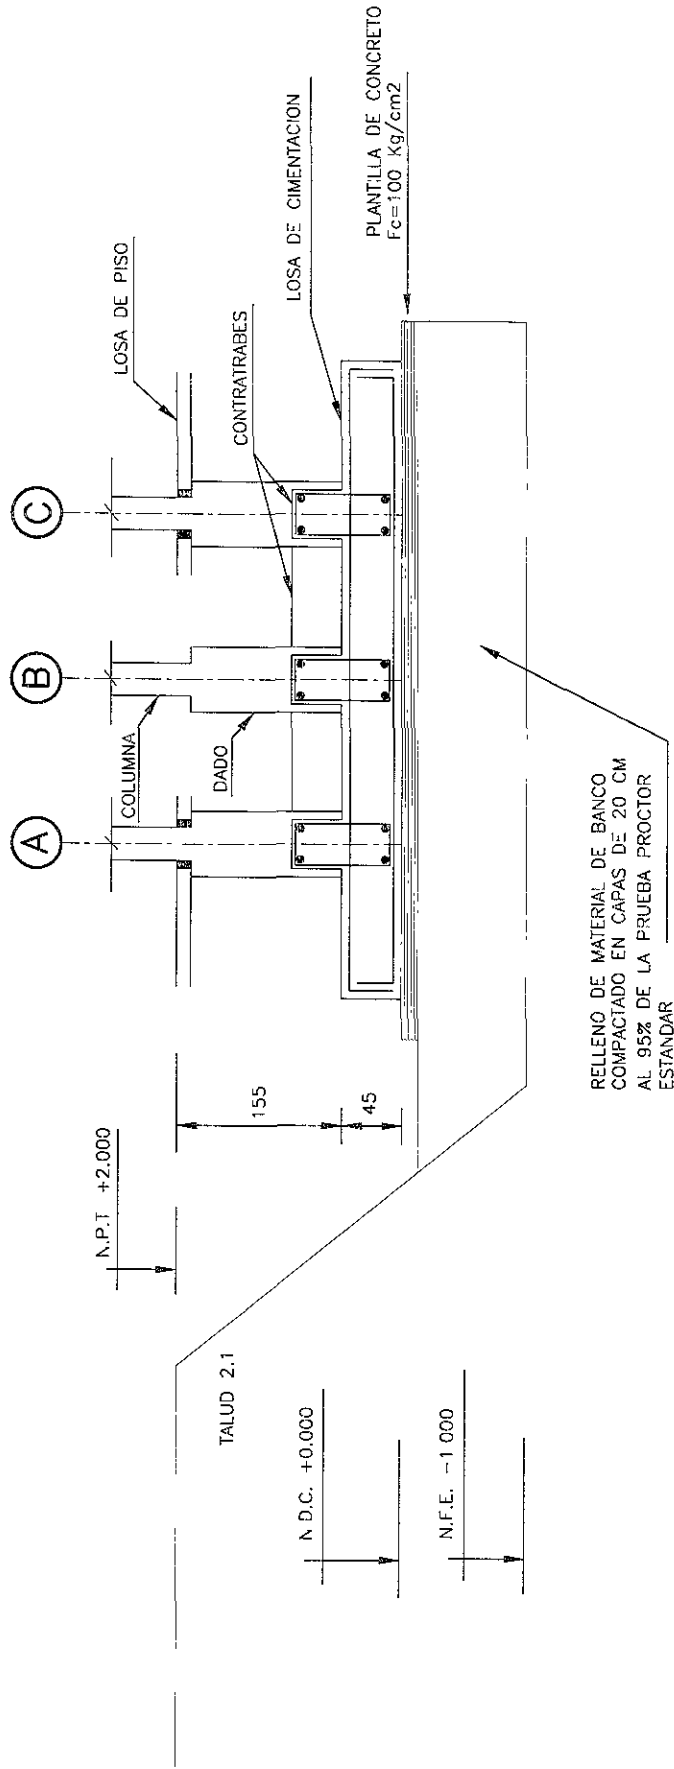 A
B
C
LOSA DE PISO
COLUMNA
DADO
CONTRATRABES
LOSA DE CIMENTACION
PLANTILLA DE CONCRETO
Fc=100 Kg/cm2
N.P.T +2.000
155
45
TALUD 2.1
N D.C. +0.000
N.F.E. -1 000
RELLENO DE MATERIAL DE BANCO
COMPACTADO EN CAPAS DE 20 CM
AL 95% DE LA PRUEBA PROCTOR
ESTANDAR